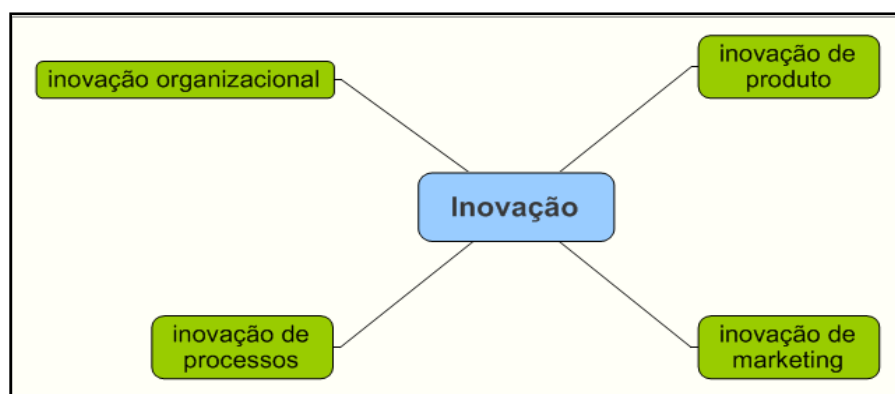 inovação organizacional
inovação de
produto
Inovação
inovação de
processos
inovação de
marketing